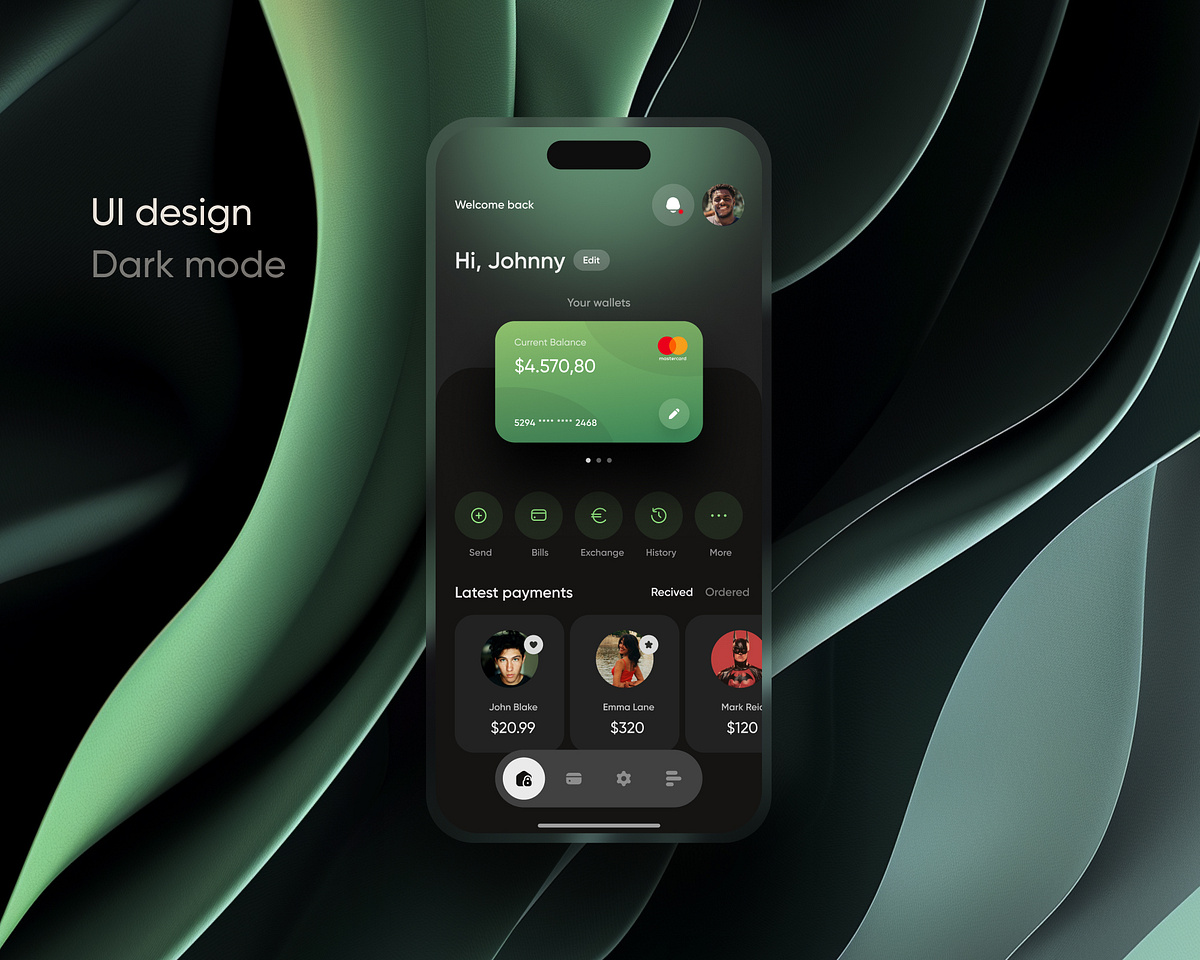 UI design
Dark mode
Welcome back
Hi, Johnny
Edit
Your wallets
Current Balance
mastercard
$4.570,80
5294 **** **** 2468
Send Bills Exchange History More
Latest payments Recived Ordered
John Blake Emma Lane Mark Reid
$20.99 $320 $120